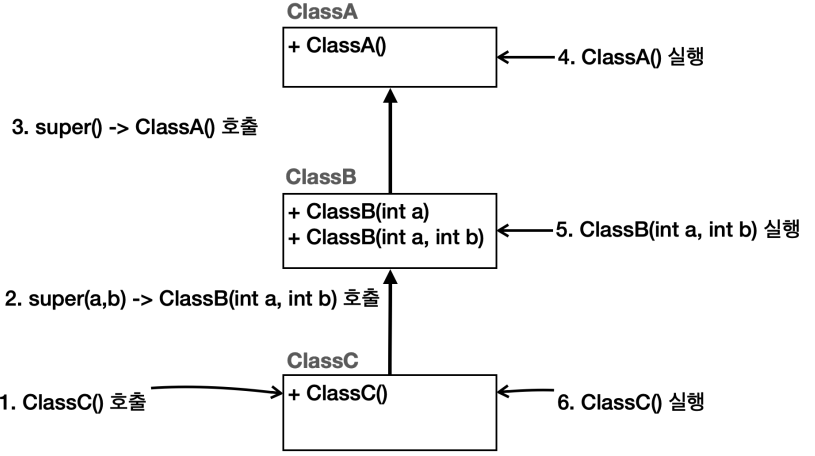 ClassA
+ ClassA()
4. ClassA() 실행
3. super() -> ClassA() 호출
ClassB
+ ClassB(int a)
+ ClassB(int a, int b)
5. ClassB(int a, int b) 실행
2. super(a,b) -> ClassB(int a, int b) 호출
ClassC
+ ClassC()
1. ClassC() 호출
6. ClassC() 실행